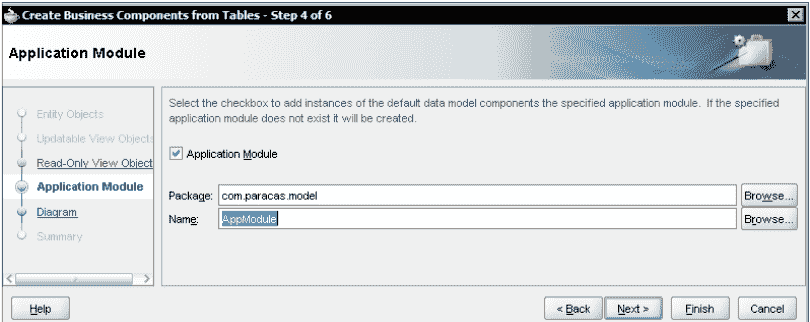 Create Business Components from Tables - Step 4 of 6
Application Module
Entity Objects
Updatable View Objects
Read-Only View Object
Application Module
Diagram
Summary
Select the checkbox to add instances of the default data model components the specified application module. If the specified
application module does not exist it will be created.
Application Module
Package: com.paracas.model Browse...
Name: AppModule Browse...
Help < Back Next > Finish Cancel